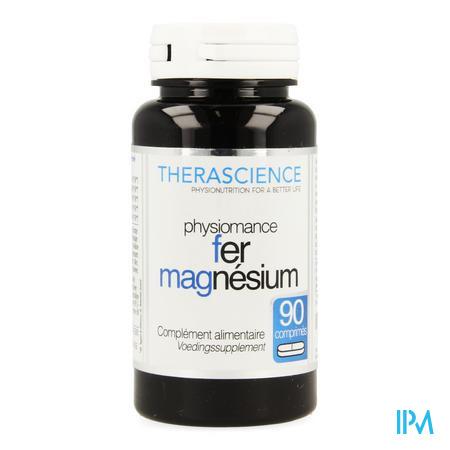 THERASCIENCE
PHYSIONUTRITION FOR A BETTER LIFE
physiomance
fer
magnésium
90
comprimés
Complément alimentaire
Voedingssupplement
IPM